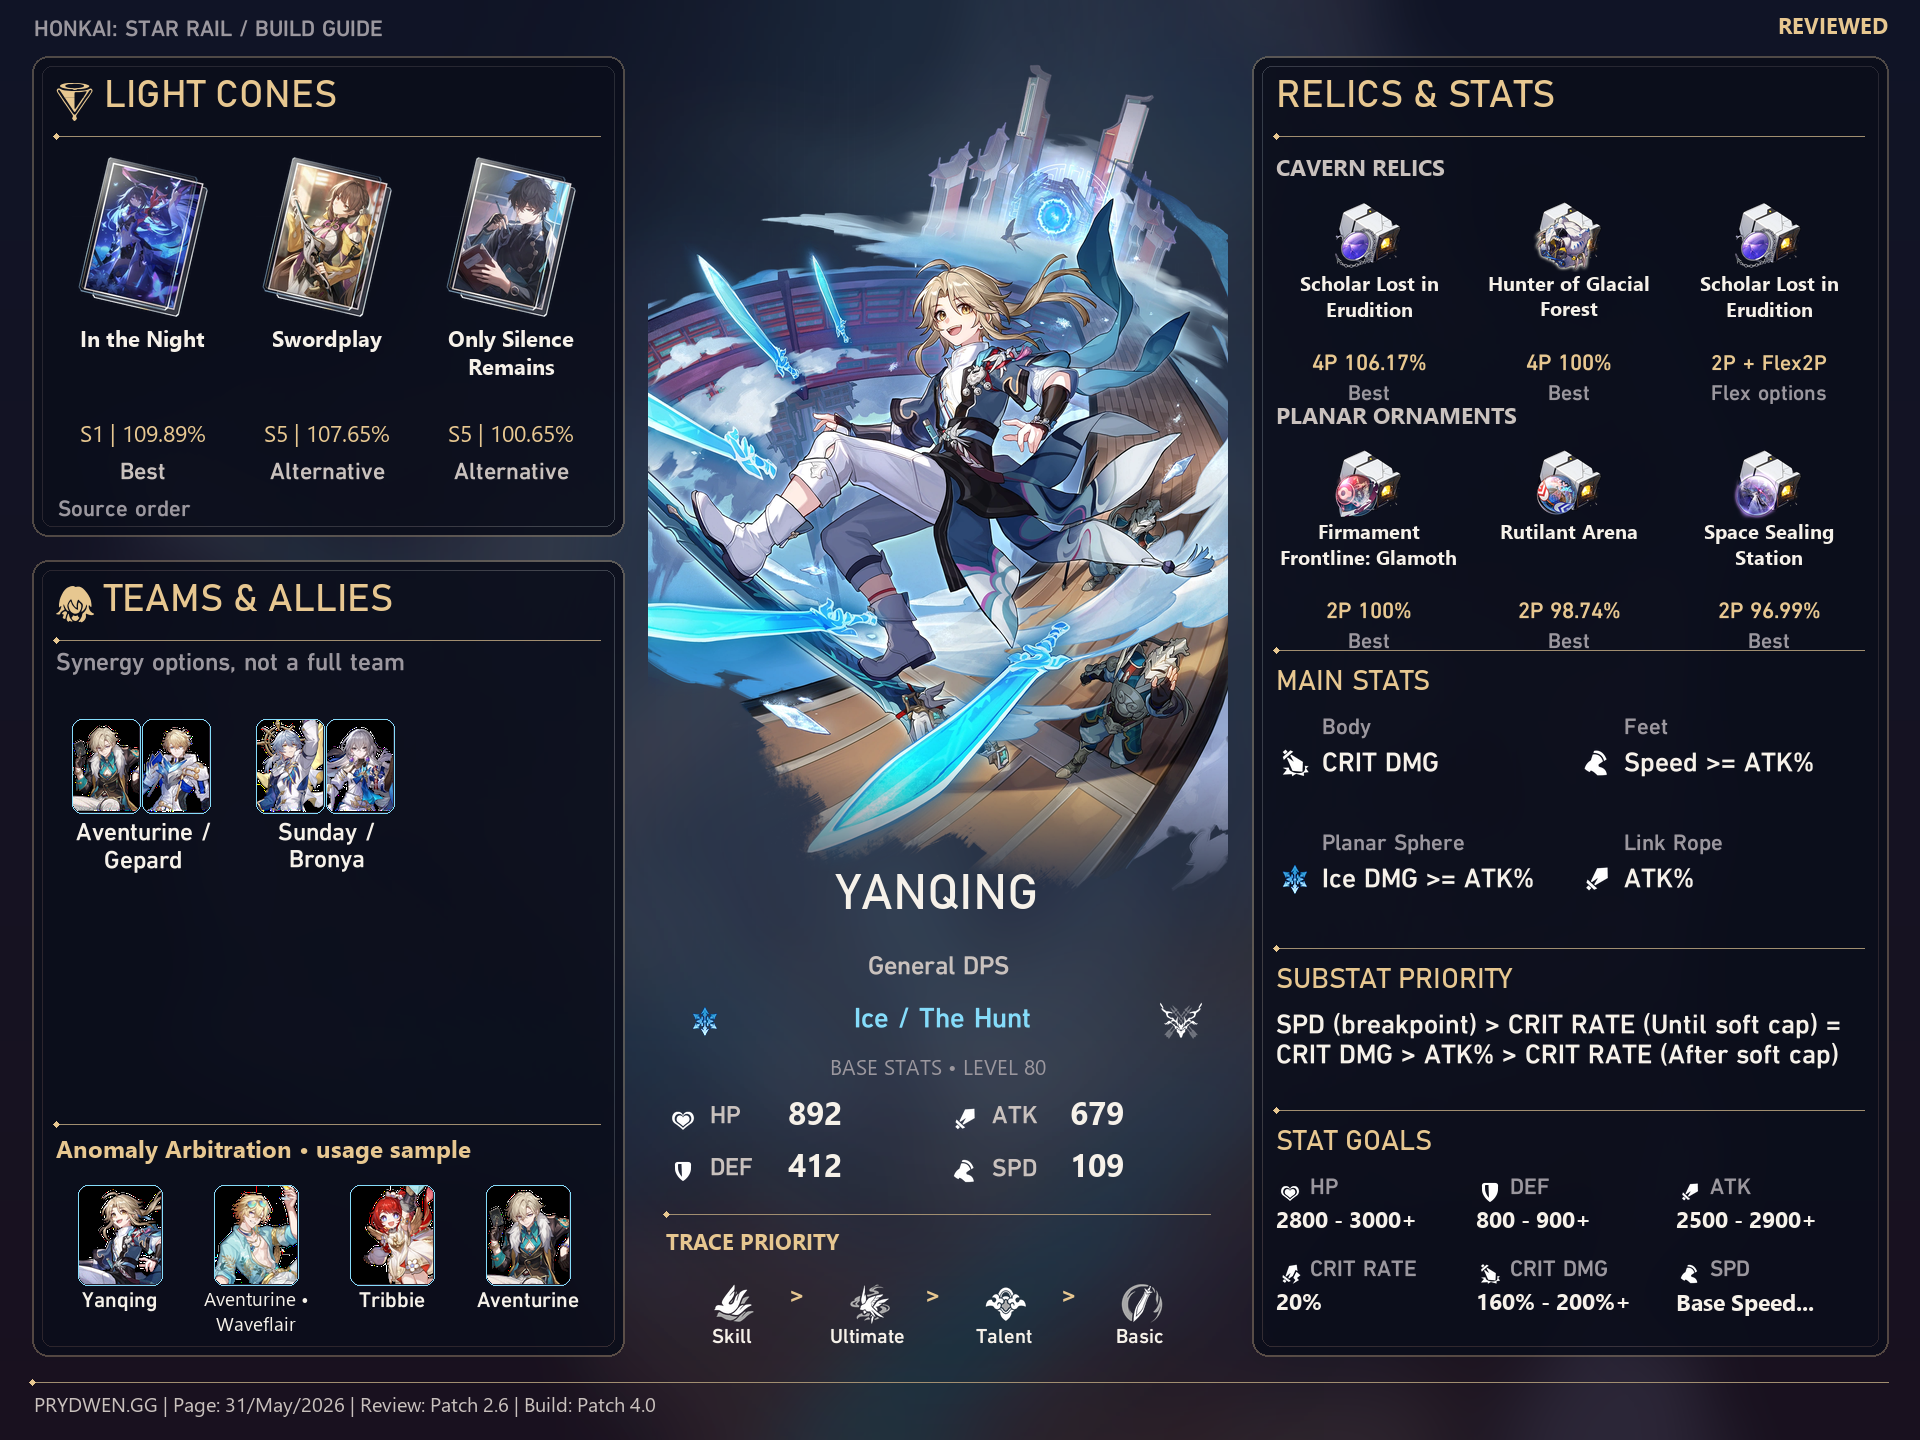 HONKAI: STAR RAIL / BUILD GUIDE
REVIEWED
LIGHT CONES
In the Night
Swordplay
Only Silence
Remains
S1 | 109.89%
S5 | 107.65%
S5 | 100.65%
Best
Alternative
Alternative
Source order
TEAMS & ALLIES
Synergy options, not a full team
Aventurine /
Gepard
Sunday /
Bronya
Anomaly Arbitration • usage sample
Yanqing
Aventurine •
Waveflair
Tribbie
Aventurine
YANQING
General DPS
Ice / The Hunt
BASE STATS • LEVEL 80
HP 892
ATK 679
DEF 412
SPD 109
TRACE PRIORITY
Skill > Ultimate > Talent > Basic
RELICS & STATS
CAVERN RELICS
Scholar Lost in
Erudition
Hunter of Glacial
Forest
Scholar Lost in
Erudition
4P 106.17%
4P 100%
2P + Flex2P
Best
Best
Flex options
PLANAR ORNAMENTS
Firmament
Frontline: Glamoth
Rutilant Arena
Space Sealing
Station
2P 100%
2P 98.74%
2P 96.99%
Best
Best
Best
MAIN STATS
Body
CRIT DMG
Feet
Speed >= ATK%
Planar Sphere
Ice DMG >= ATK%
Link Rope
ATK%
SUBSTAT PRIORITY
SPD (breakpoint) > CRIT RATE (Until soft cap) =
CRIT DMG > ATK% > CRIT RATE (After soft cap)
STAT GOALS
HP
2800 - 3000+
DEF
800 - 900+
ATK
2500 - 2900+
CRIT RATE
20%
CRIT DMG
160% - 200%+
SPD
Base Speed...
PRYDWEN.GG | Page: 31/May/2026 | Review: Patch 2.6 | Build: Patch 4.0